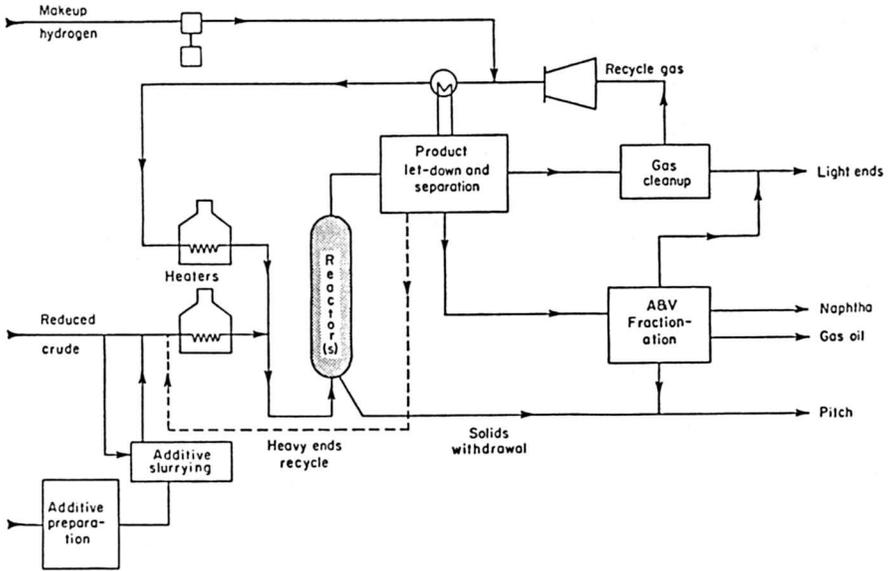 Makeup
hydrogen
Recycle gas
Product
let-down and
separation
Gas
cleanup
Light ends
Heaters
Reactor(s)
Reduced
crude
A&V
Fraction-
ation
Naphtha
Gas oil
Pitch
Heavy ends
recycle
Solids
withdrawal
Additive
slurrying
Additive
prepara-
tion